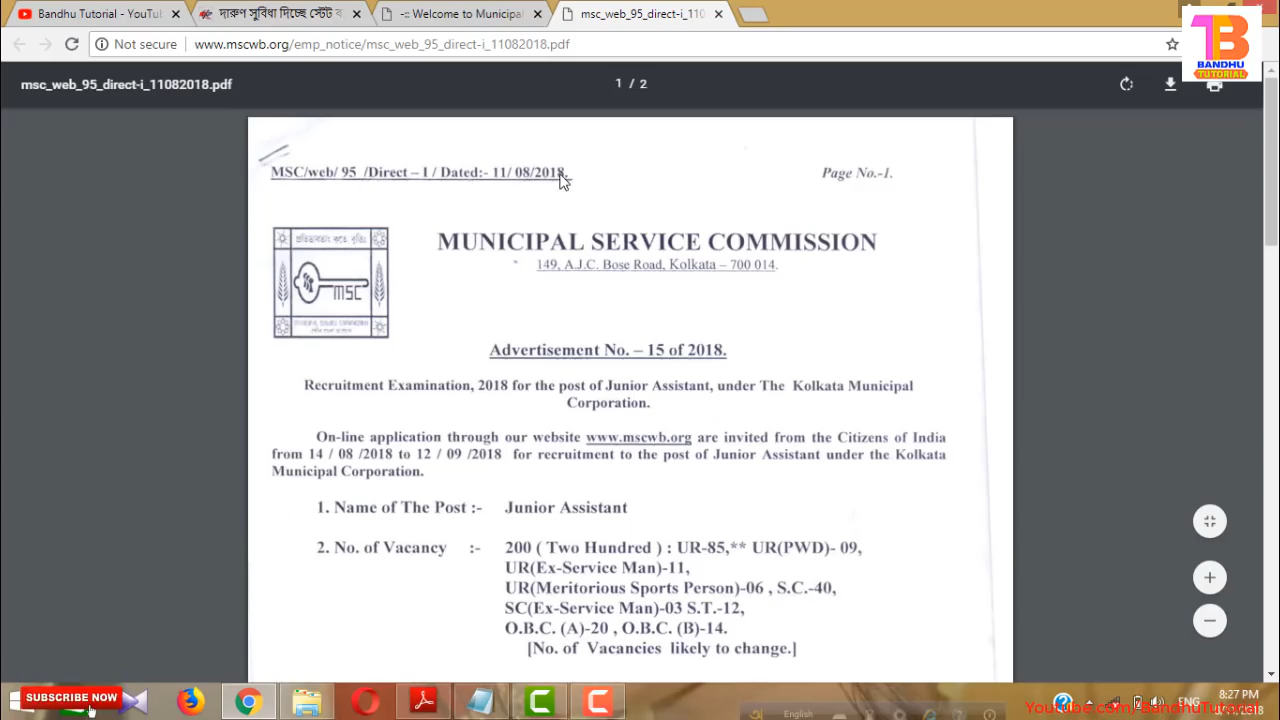 Bandhu Tutorial - YouTu
দারুণ সুবিধা দিচ্ছে স্টেট ব
-:: Welcome to Municipa
msc_web_95_direct-i_110
Not secure
www.mscwb.org/emp_notice/msc_web_95_direct-i_11082018.pdf
TB
BANDHU
TUTORIAL
msc_web_95_direct-i_11082018.pdf
1 / 2
MSC/web/ 95 /Direct – I / Dated:- 11/ 08/2018.
Page No.-1.
MSC
MUNICIPAL SERVICE COMMISSION
149, A.J.C. Bose Road, Kolkata – 700 014.
Advertisement No. – 15 of 2018.
Recruitment Examination, 2018 for the post of Junior Assistant, under The Kolkata Municipal
Corporation.
On-line application through our website www.mscwb.org are invited from the Citizens of India
from 14 / 08 /2018 to 12 / 09 /2018 for recruitment to the post of Junior Assistant under the Kolkata
Municipal Corporation.
1. Name of The Post :- Junior Assistant
2. No. of Vacancy :- 200 ( Two Hundred ) : UR-85,** UR(PWD)- 09,
UR(Ex-Service Man)-11,
UR(Meritorious Sports Person)-06 , S.C.-40,
SC(Ex-Service Man)-03 S.T.-12,
O.B.C. (A)-20 , O.B.C. (B)-14.
[No. of Vacancies likely to change.]
SUBSCRIBE NOW
English
ENG
8:27 PM
Youtube.com/BandhuTutorial